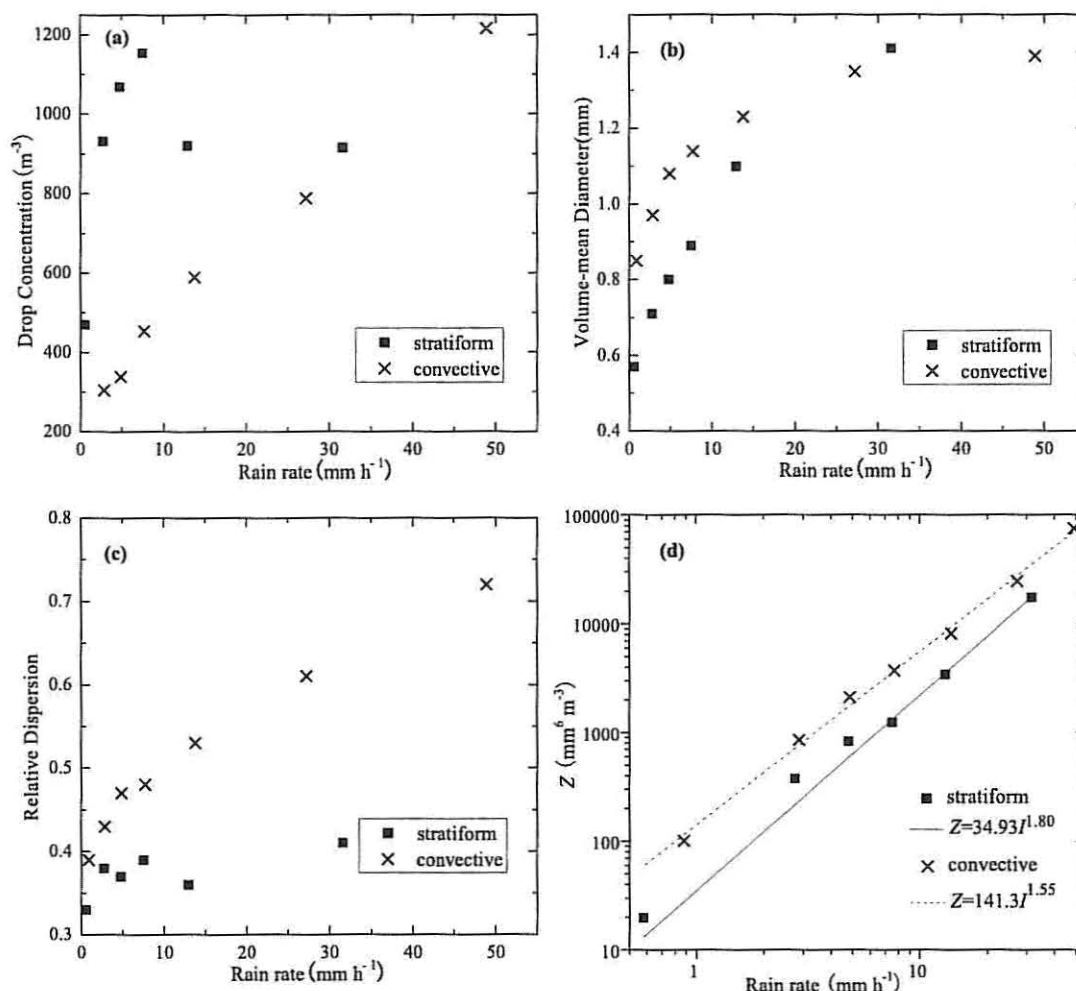 (a)
1200
1000
800
600
400
200
Drop Concentration (m⁻³)
stratiform
convective
0 10 20 30 40 50
Rain rate (mm h⁻¹)
(b)
1.4
1.2
1.0
0.8
0.6
0.4
Volume-mean Diameter(mm)
stratiform
convective
0 10 20 30 40 50
Rain rate (mm h⁻¹)
(c)
0.8
0.7
0.6
0.5
0.4
0.3
Relative Dispersion
stratiform
convective
0 10 20 30 40 50
Rain rate (mm h⁻¹)
(d)
100000
10000
1000
100
10
Z (mm⁶ m⁻³)
stratiform
Z=34.93I^1.80
convective
Z=141.3I^1.55
1 10
Rain rate (mm h⁻¹)